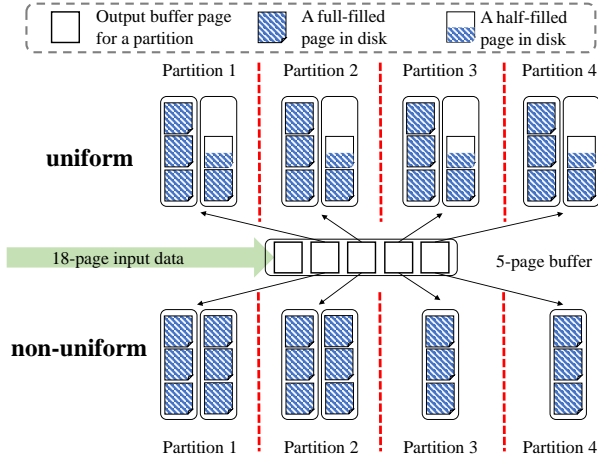 Output buffer page
for a partition
A full-filled
page in disk
A half-filled
page in disk
Partition 1
Partition 2
Partition 3
Partition 4
uniform
18-page input data
5-page buffer
non-uniform
Partition 1
Partition 2
Partition 3
Partition 4